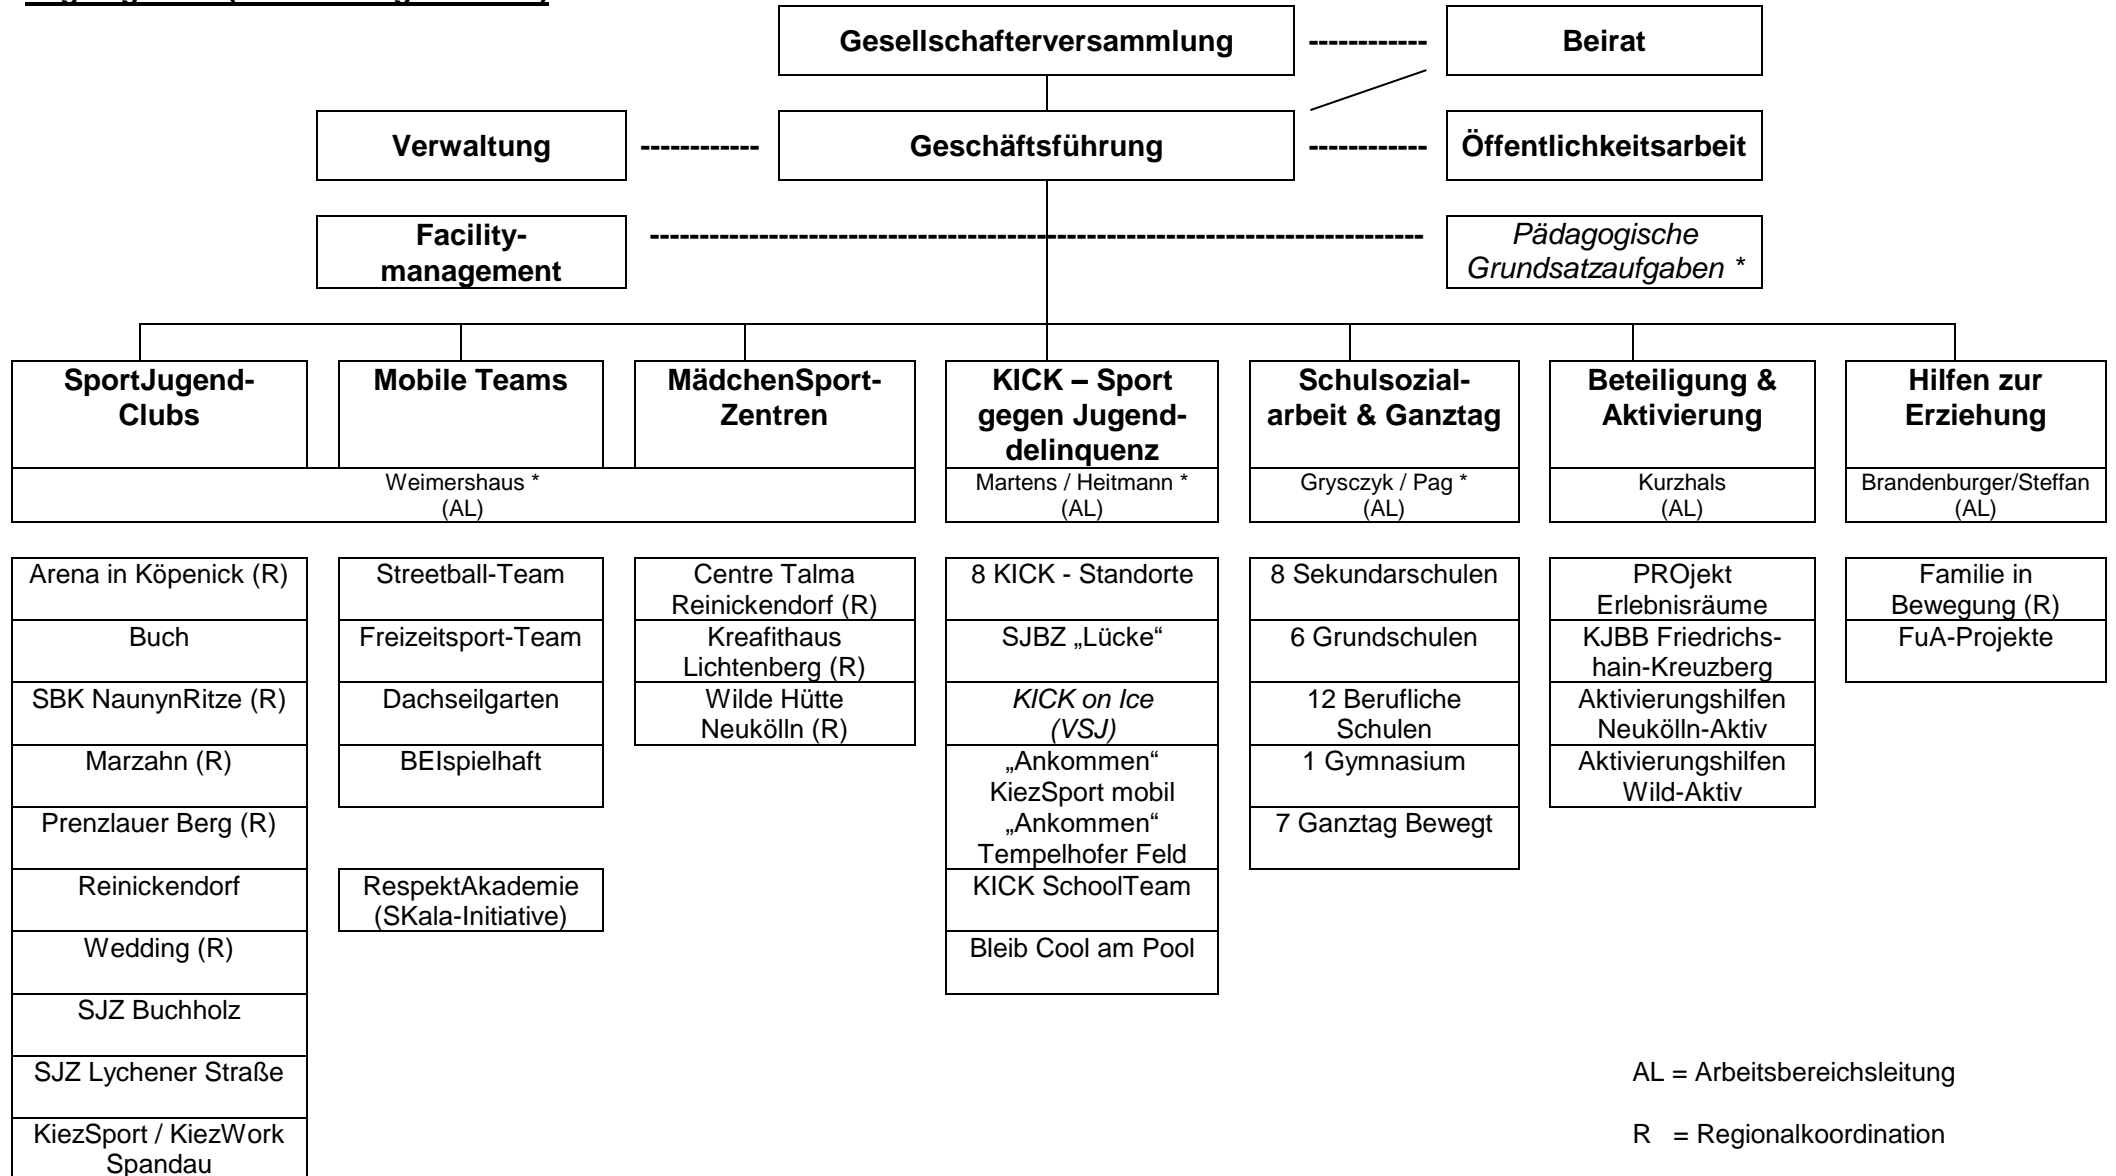 Gesellschafterversammlung
Beirat
Verwaltung
Geschäftsführung
Öffentlichkeitsarbeit
Facility-
management
Pädagogische
Grundsatzaufgaben *
SportJugend-
Clubs
Mobile Teams
MädchenSport-
Zentren
KICK – Sport
gegen Jugend-
delinquenz
Schulsozial-
arbeit & Ganztag
Beteiligung &
Aktivierung
Hilfen zur
Erziehung
Weimershaus *
(AL)
Martens / Heitmann *
(AL)
Grysczyk / Pag *
(AL)
Kurzhals
(AL)
Brandenburger/Steffan
(AL)
Arena in Köpenick (R)
Buch
SBK NaunynRitze (R)
Marzahn (R)
Prenzlauer Berg (R)
Reinickendorf
Wedding (R)
SJZ Buchholz
SJZ Lychener Straße
KiezSport / KiezWork
Spandau
Streetball-Team
Freizeitsport-Team
Dachseilgarten
BEIspielhaft
RespektAkademie
(SKala-Initiative)
Centre Talma
Reinickendorf (R)
Kreafithaus
Lichtenberg (R)
Wilde Hütte
Neukölln (R)
8 KICK - Standorte
SJBZ „Lücke“
KICK on Ice
(VSJ)
„Ankommen“
KiezSport mobil
„Ankommen“
Tempelhofer Feld
KICK SchoolTeam
Bleib Cool am Pool
8 Sekundarschulen
6 Grundschulen
12 Berufliche
Schulen
1 Gymnasium
7 Ganztag Bewegt
PROjekt
Erlebnisräume
KJBB Friedrichs-
hain-Kreuzberg
Aktivierungshilfen
Neukölln-Aktiv
Aktivierungshilfen
Wild-Aktiv
Familie in
Bewegung (R)
FuA-Projekte
AL = Arbeitsbereichsleitung
R = Regionalkoordination